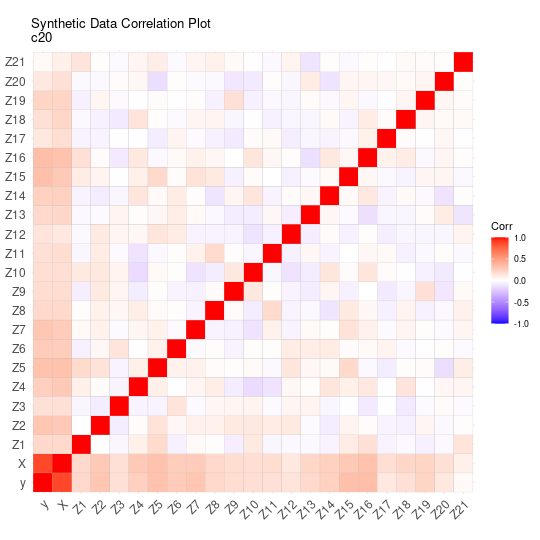 Synthetic Data Correlation Plot
c20
Z21
Z20
Z19
Z18
Z17
Z16
Z15
Z14
Z13
Z12
Z11
Z10
Z9
Z8
Z7
Z6
Z5
Z4
Z3
Z2
Z1
X
y
y X Z1 Z2 Z3 Z4 Z5 Z6 Z7 Z8 Z9 Z10 Z11 Z12 Z13 Z14 Z15 Z16 Z17 Z18 Z19 Z20 Z21
Corr
1.0
0.5
0.0
-0.5
-1.0